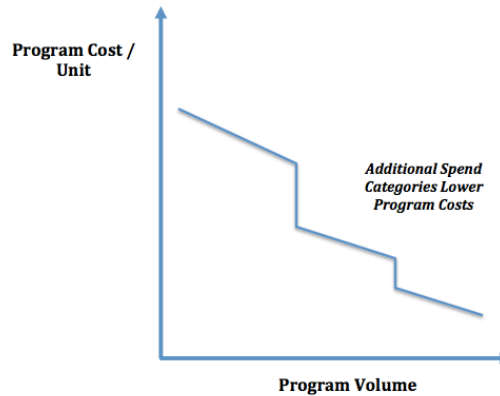 Program Cost /
Unit
Additional Spend
Categories Lower
Program Costs
Program Volume